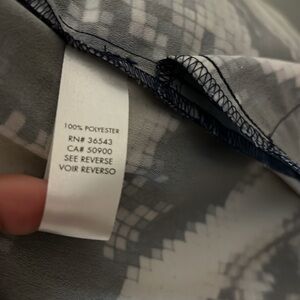 100% POLYESTER
RN# 36543
CA# 50900
SEE REVERSE
VOIR REVERSO